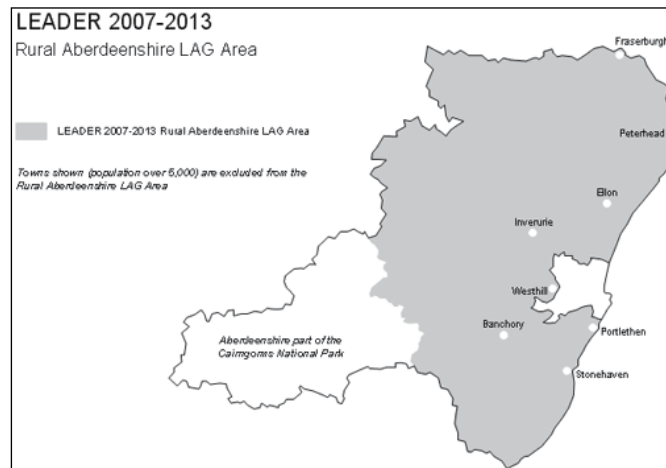 LEADER 2007-2013
Rural Aberdeenshire LAG Area
Fraserburgh
LEADER 2007-2013 Rural Aberdeenshire LAG Area
Peterhead
Towns shown (population over 5,000) are excluded from the
Rural Aberdeenshire LAG Area
Ellon
Inverurie
Westhill
Banchory
Portlethen
Aberdeenshire part of the
Cairngorms National Park
Stonehaven